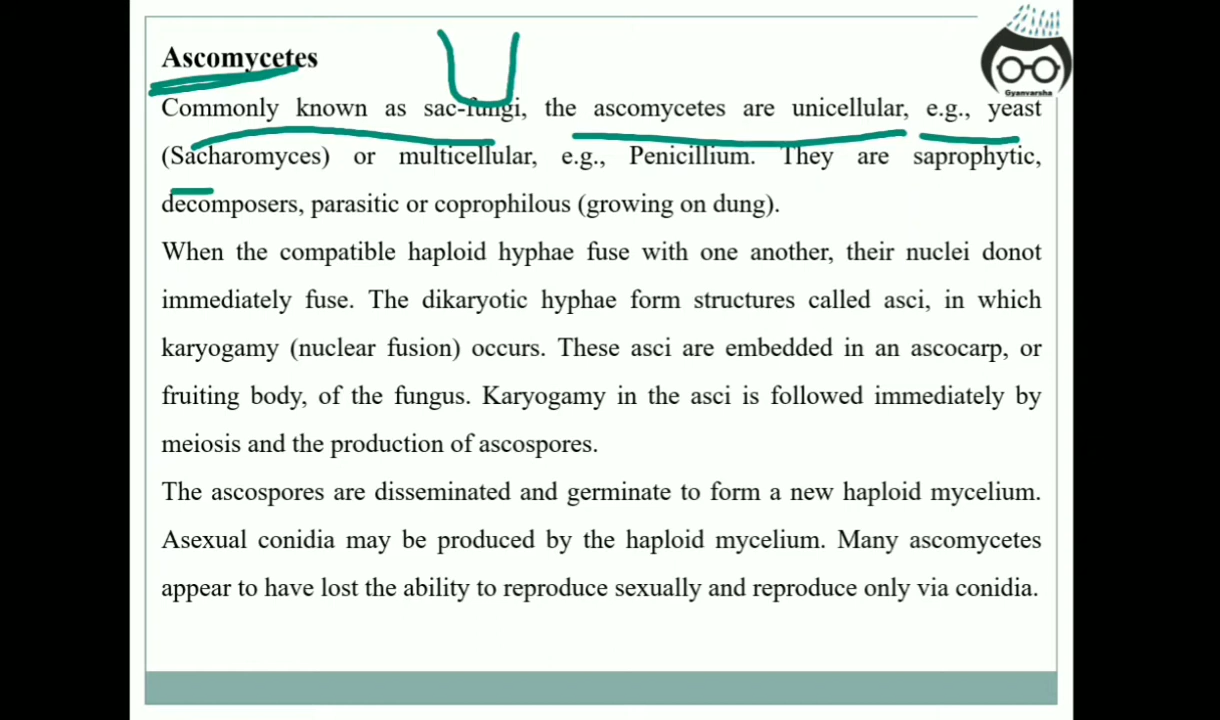 Ascomycetes
Commonly known as sac-fungi, the ascomycetes are unicellular, e.g., yeast
(Sacharomyces) or multicellular, e.g., Penicillium. They are saprophytic,
decomposers, parasitic or coprophilous (growing on dung).
When the compatible haploid hyphae fuse with one another, their nuclei donot
immediately fuse. The dikaryotic hyphae form structures called asci, in which
karyogamy (nuclear fusion) occurs. These asci are embedded in an ascocarp, or
fruiting body, of the fungus. Karyogamy in the asci is followed immediately by
meiosis and the production of ascospores.
The ascospores are disseminated and germinate to form a new haploid mycelium.
Asexual conidia may be produced by the haploid mycelium. Many ascomycetes
appear to have lost the ability to reproduce sexually and reproduce only via conidia.
Gyanvarsha